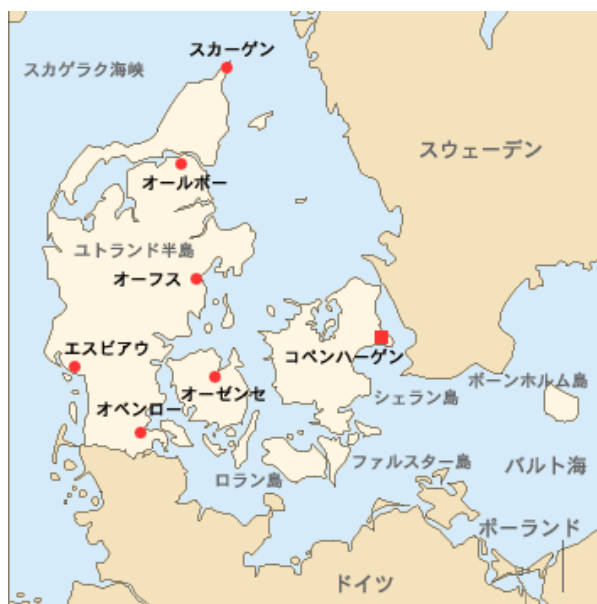 スカーゲン
スカゲラク海峡
スウェーデン
オールボー
ユトランド半島
オーフス
エスビアウ
コペンハーゲン
ボーンホルム島
オーゼンセ
シェラン島
オベンロー
ファルスター島
バルト海
ロラン島
ポーランド
ドイツ